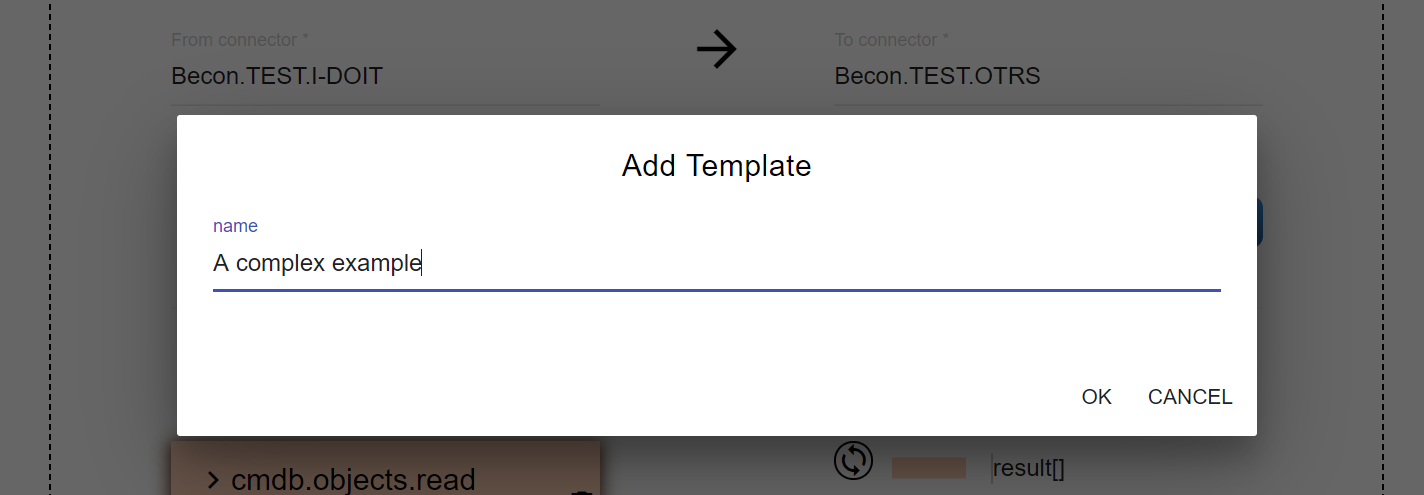 From connector * To connector *
Becon.TEST.I-DOIT Becon.TEST.OTRS
Add Template
name
A complex example
OK CANCEL
cmdb.objects.read result[]